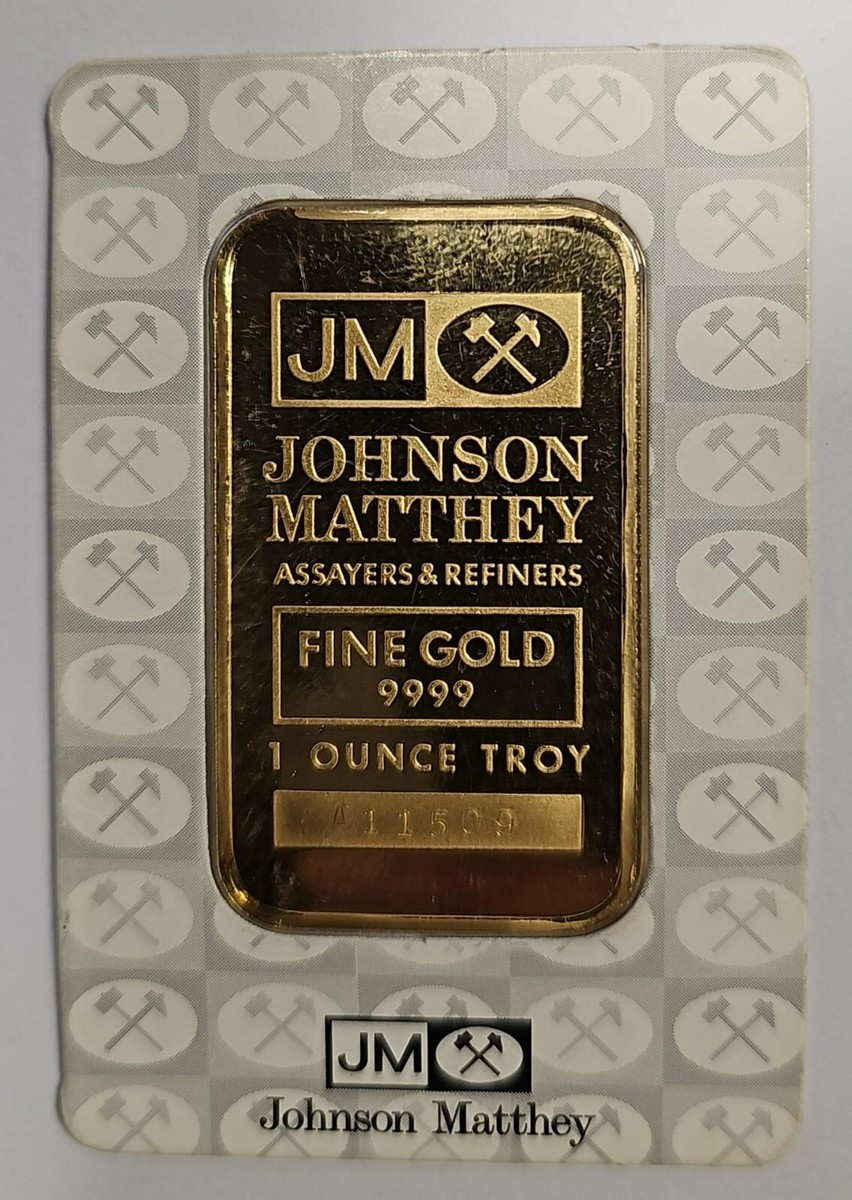 JM
JOHNSON
MATTHEY
ASSAYERS & REFINERS
FINE GOLD
9999
1 OUNCE TROY
A11509
JM
Johnson Matthey